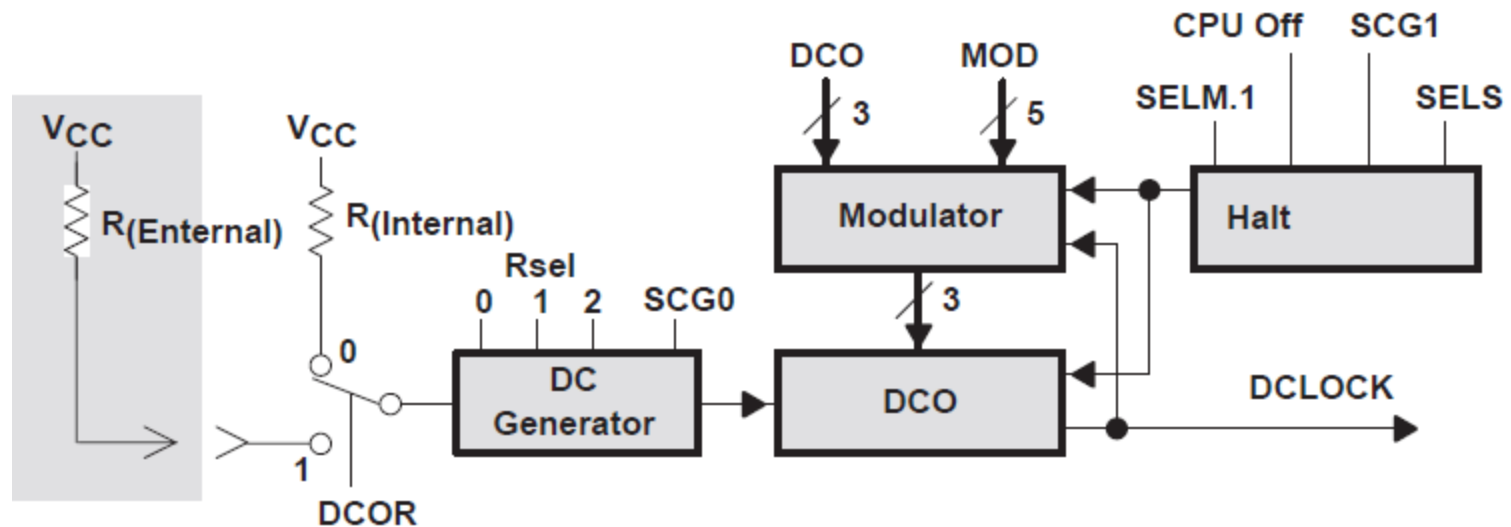 CPU Off
SCG1
DCO
MOD
SELM.1
SELS
3
5
VCC
VCC
R(Enternal)
R(Internal)
Modulator
Halt
Rsel
0
1
2
SCG0
3
0
DC
Generator
DCO
DCLOCK
1
DCOR